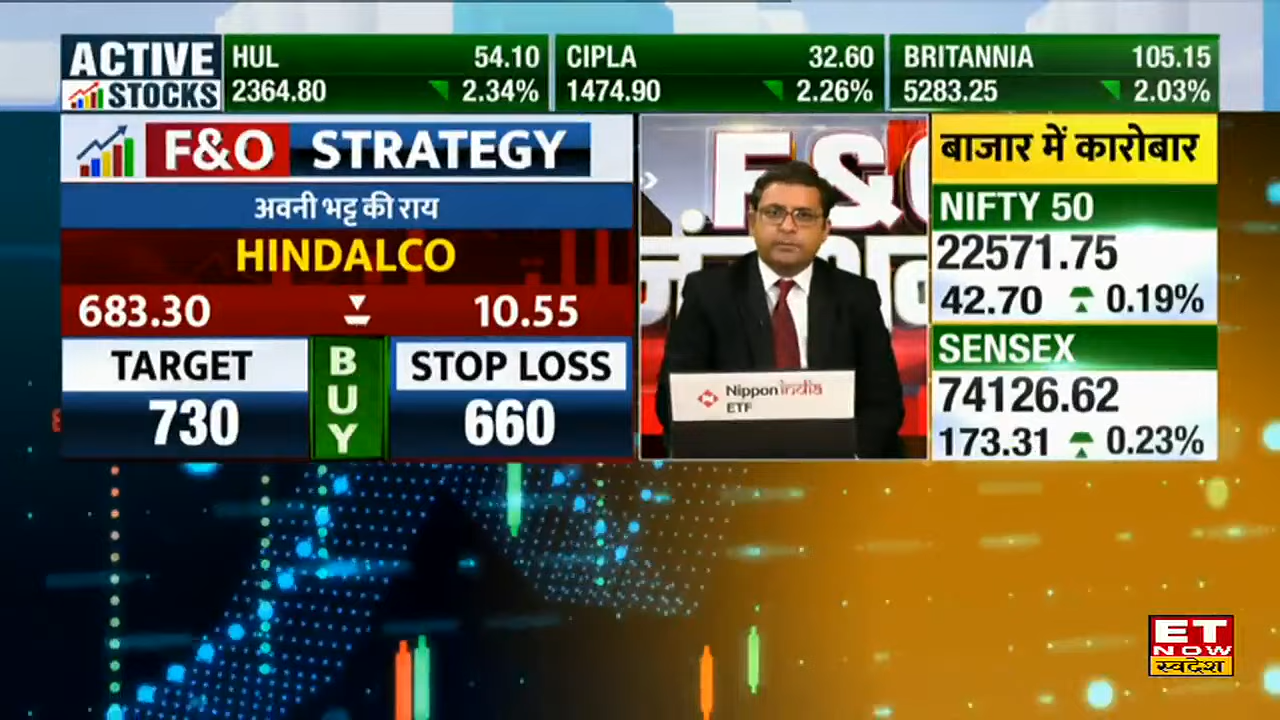 ACTIVE
STOCKS
HUL 54.10
2364.80 2.34%
CIPLA 32.60
1474.90 2.26%
BRITANNIA 105.15
5283.25 2.03%
F&O STRATEGY
अवनी भट्ट की राय
HINDALCO
683.30 10.55
TARGET
730
BUY
STOP LOSS
660
F&
Nippon india
ETF
बाजार में कारोबार
NIFTY 50
22571.75
42.70 0.19%
SENSEX
74126.62
173.31 0.23%
ET
NOW
स्वदेश